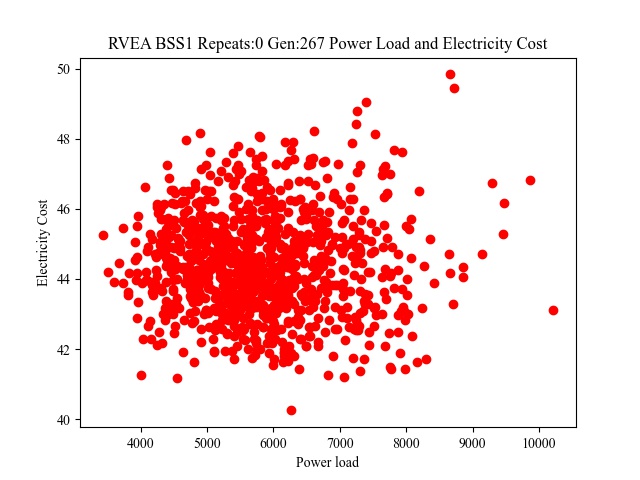 RVEA BSS1 Repeats:0 Gen:267 Power Load and Electricity Cost
50
48
46
44
42
40
Electricity Cost
4000 5000 6000 7000 8000 9000 10000
Power load